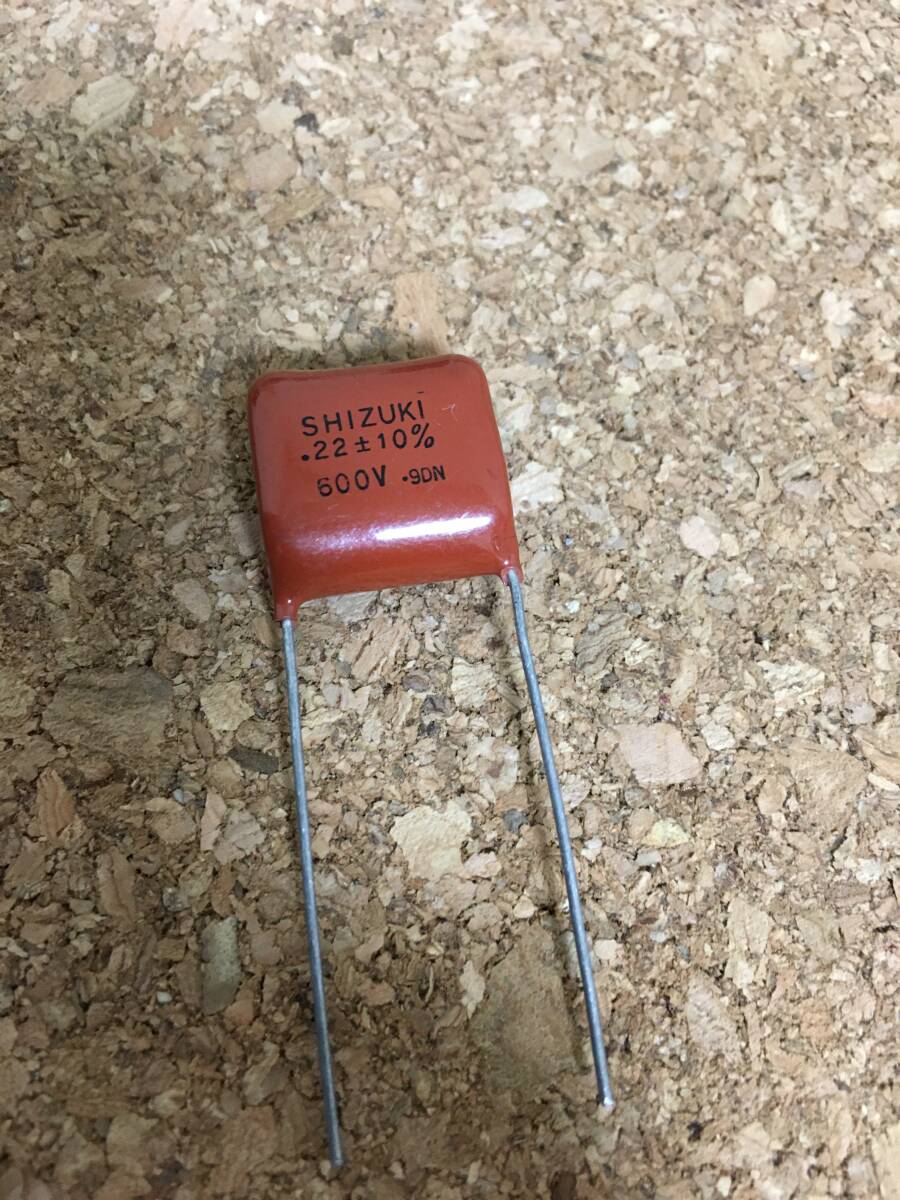 SHIZUKI
.22±10%
600V .9DN